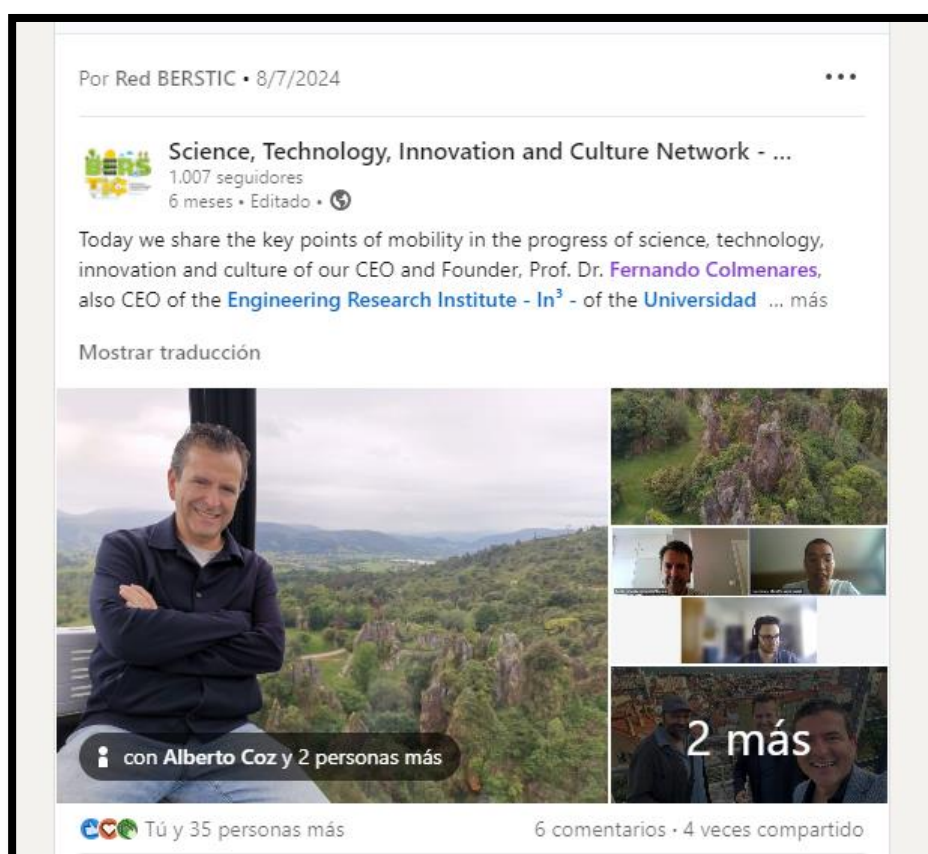 Por Red BERSTIC • 8/7/2024
BERS
TIC
Science, Technology, Innovation and Culture Network - ...
1.007 seguidores
6 meses • Editado •
Today we share the key points of mobility in the progress of science, technology,
innovation and culture of our CEO and Founder, Prof. Dr. Fernando Colmenares,
also CEO of the Engineering Research Institute - In³ - of the Universidad ... más
Mostrar traducción
con Alberto Coz y 2 personas más
2 más
Tú y 35 personas más
6 comentarios · 4 veces compartido